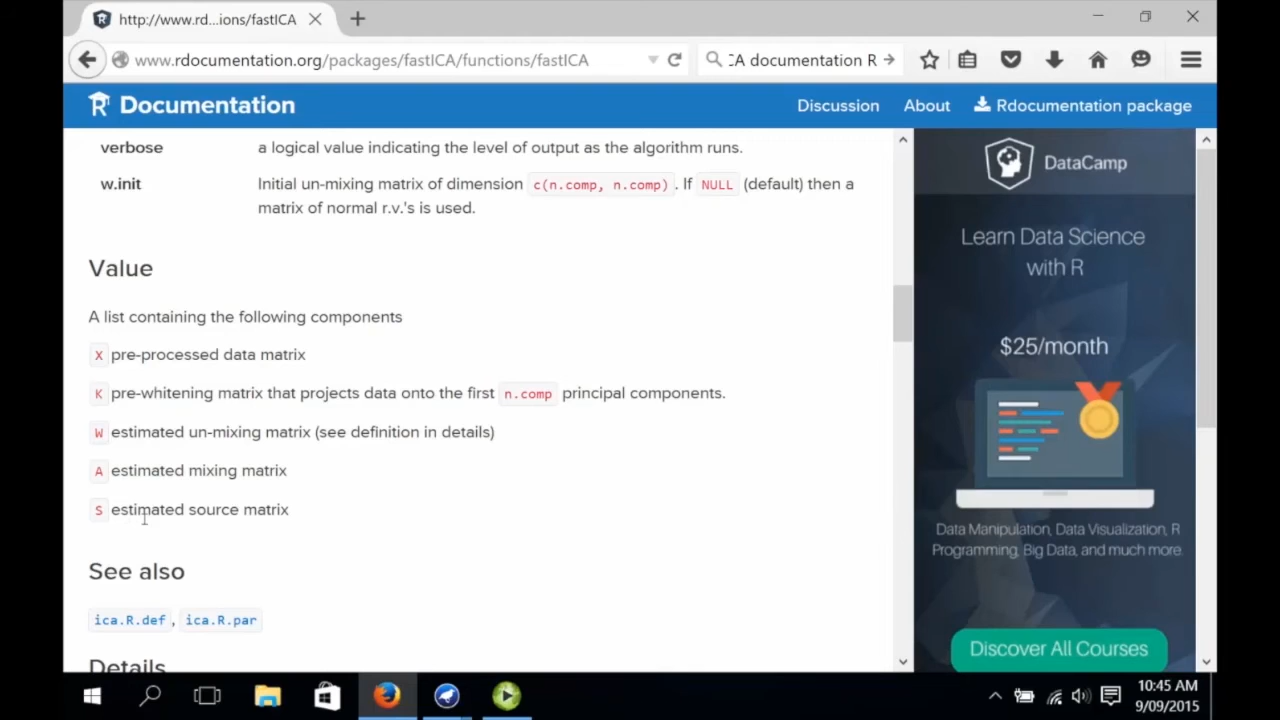 http://www.rd...ions/fastICA
www.rdocumentation.org/packages/fastICA/functions/fastICA
CA documentation R
R Documentation
Discussion
About
Rdocumentation package
verbose a logical value indicating the level of output as the algorithm runs.
w.init Initial un-mixing matrix of dimension c(n.comp, n.comp) . If NULL (default) then a
matrix of normal r.v.'s is used.
Value
A list containing the following components
X pre-processed data matrix
K pre-whitening matrix that projects data onto the first n.comp principal components.
W estimated un-mixing matrix (see definition in details)
A estimated mixing matrix
S estimated source matrix
See also
ica.R.def , ica.R.par
Details
DataCamp
Learn Data Science
with R
$25/month
Data Manipulation, Data Visualization, R
Programming, Big Data, and much more.
Discover All Courses
10:45 AM
9/09/2015